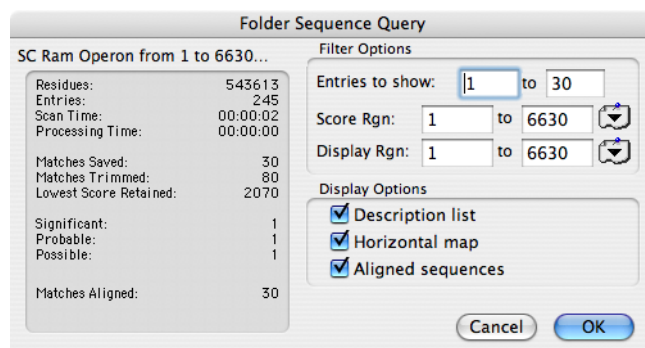 Folder Sequence Query
SC Ram Operon from 1 to 6630...
Residues: 543613
Entries: 245
Scan Time: 00:00:02
Processing Time: 00:00:00
Matches Saved: 30
Matches Trimmed: 80
Lowest Score Retained: 2070
Significant: 1
Probable: 1
Possible: 1
Matches Aligned: 30
Filter Options
Entries to show: 1 to 30
Score Rgn: 1 to 6630
Display Rgn: 1 to 6630
Display Options
Description list
Horizontal map
Aligned sequences
Cancel OK